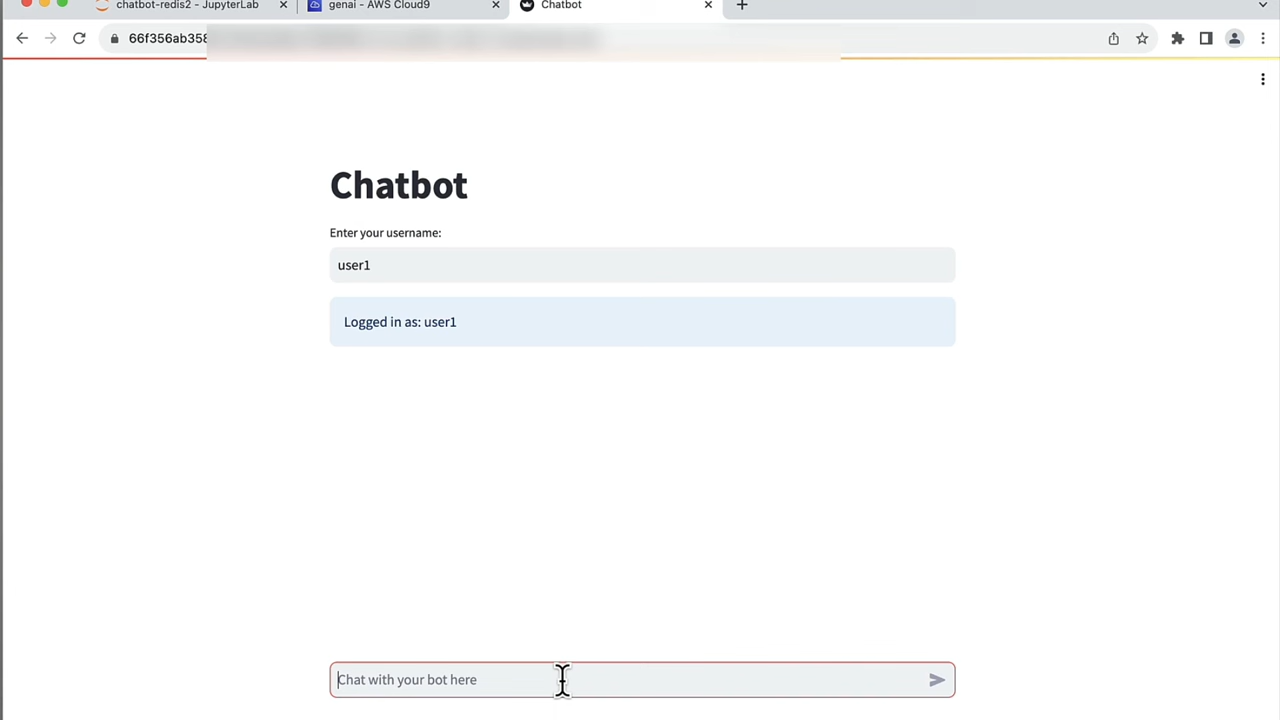 chatbot-redis2 - JupyterLab
genai - AWS Cloud9
Chatbot
66f356ab358
Chatbot
Enter your username:
user1
Logged in as: user1
Chat with your bot here